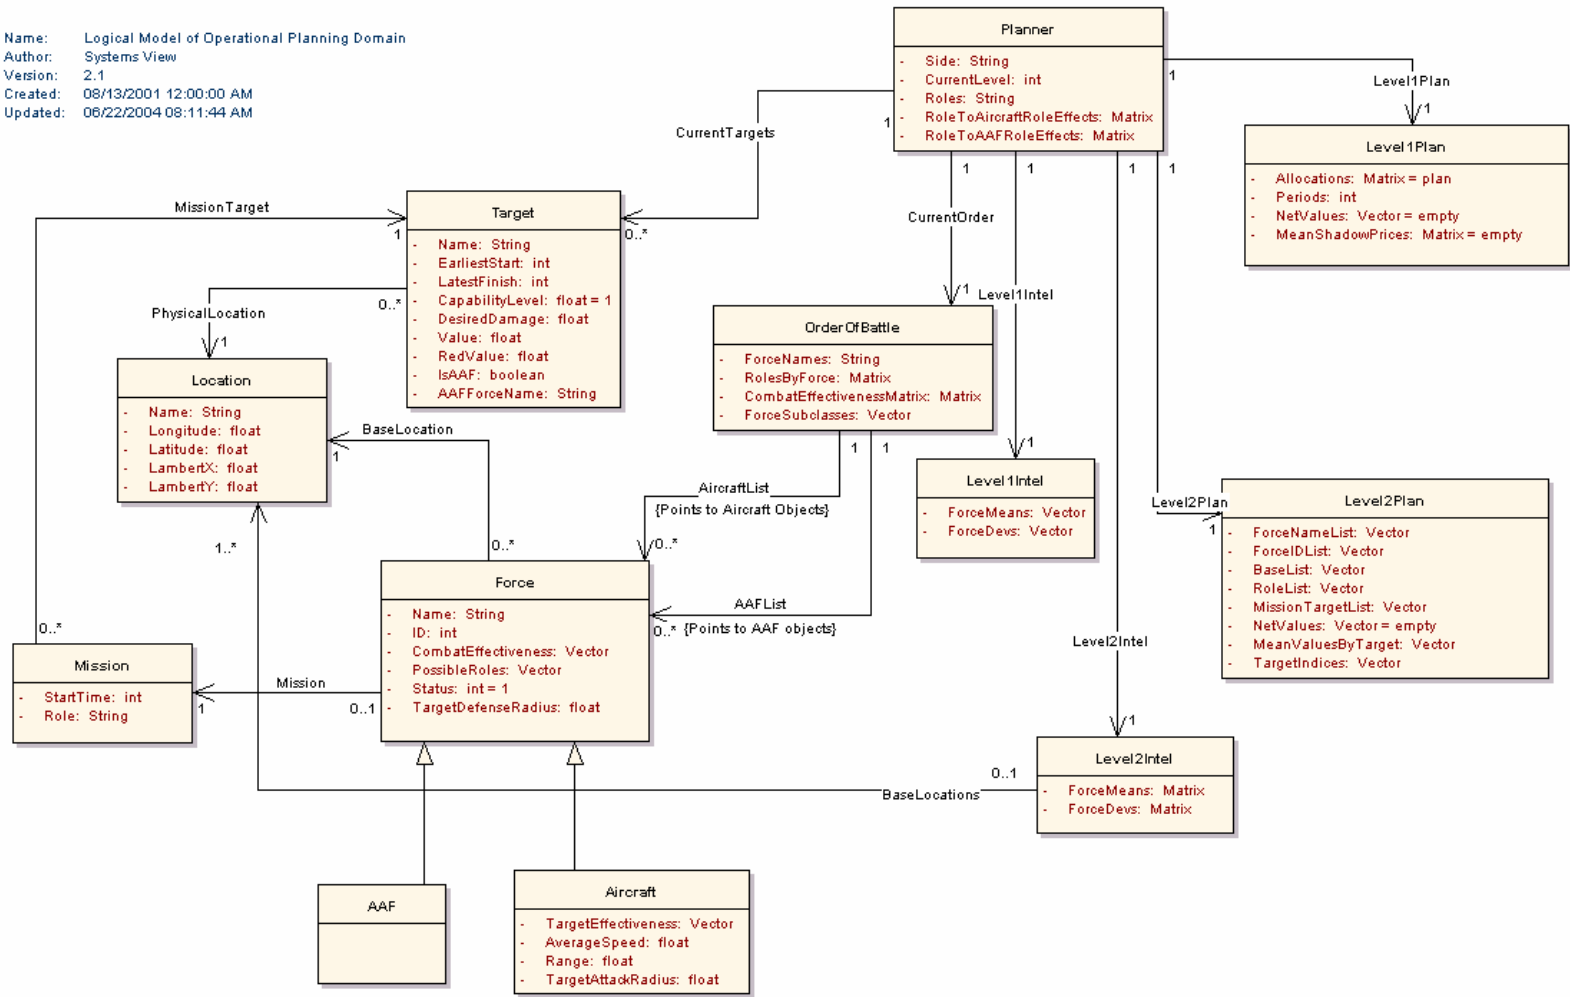 Name: Logical Model of Operational Planning Domain
Author: Systems View
Version: 2.1
Created: 08/13/2001 12:00:00 AM
Updated: 06/22/2004 08:11:44 AM
Planner
- Side: String
- CurrentLevel: int
- Roles: String
- RoleToAircraftRoleEffects: Matrix
- RoleToAAFRoleEffects: Matrix
1
Level1Plan
1
Level1Plan
- Allocations: Matrix = plan
- Periods: int
- NetValues: Vector = empty
- MeanShadowPrices: Matrix = empty
1
CurrentTargets
0..*
1
1
1
1
MissionTarget
1
Target
- Name: String
- EarliestStart: int
- LatestFinish: int
- CapabilityLevel: float = 1
- DesiredDamage: float
- Value: float
- RedValue: float
- IsAAF: boolean
- AAFForceName: String
CurrentOrder
1
Level1Intel
0..*
PhysicalLocation
1
Location
- Name: String
- Longitude: float
- Latitude: float
- LambertX: float
- LambertY: float
OrderOfBattle
- ForceNames: String
- RolesByForce: Matrix
- CombatEffectivenessMatrix: Matrix
- ForceSubclasses: Vector
BaseLocation
1
1
1
1
Level1Intel
- ForceMeans: Vector
- ForceDevs: Vector
AircraftList
{Points to Aircraft Objects}
0..*
Level2Plan
1
Level2Plan
- ForceNameList: Vector
- ForceIDList: Vector
- BaseList: Vector
- RoleList: Vector
- MissionTargetList: Vector
- NetValues: Vector = empty
- MeanValuesByTarget: Vector
- TargetIndices: Vector
1..*
0..*
Force
- Name: String
- ID: int
- CombatEffectiveness: Vector
- PossibleRoles: Vector
- Status: int = 1
- TargetDefenseRadius: float
AAFList
0..* {Points to AAF objects}
Level2Intel
1
0..*
Mission
- StartTime: int
- Role: String
Mission
1
0..1
Level2Intel
- ForceMeans: Matrix
- ForceDevs: Matrix
0..1
BaseLocations
AAF
Aircraft
- TargetEffectiveness: Vector
- AverageSpeed: float
- Range: float
- TargetAttackRadius: float